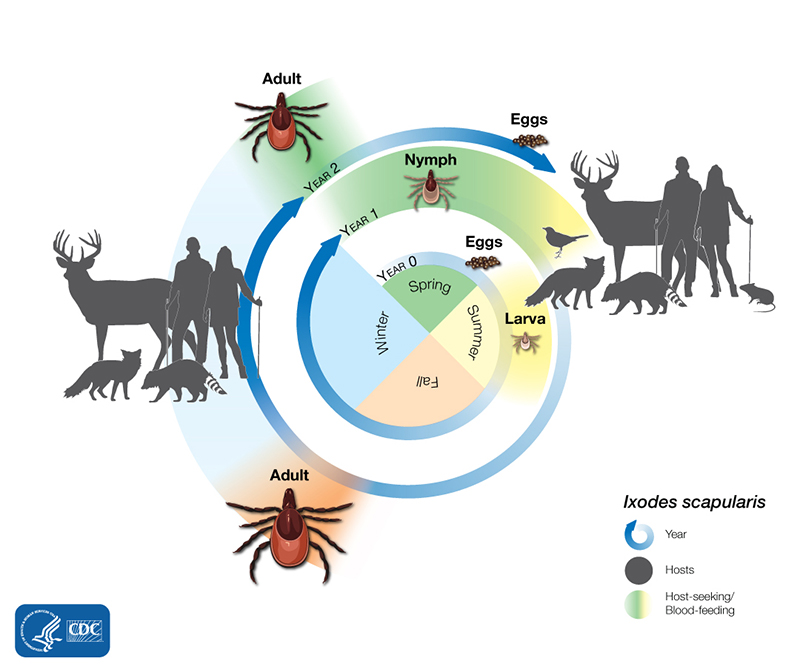 Adult
Eggs
Nymph
YEAR 2
YEAR 1
YEAR 0
Eggs
Spring
Summer
Winter
Fall
Larva
Adult
Ixodes scapularis
Year
Hosts
Host-seeking/
Blood-feeding
CDC